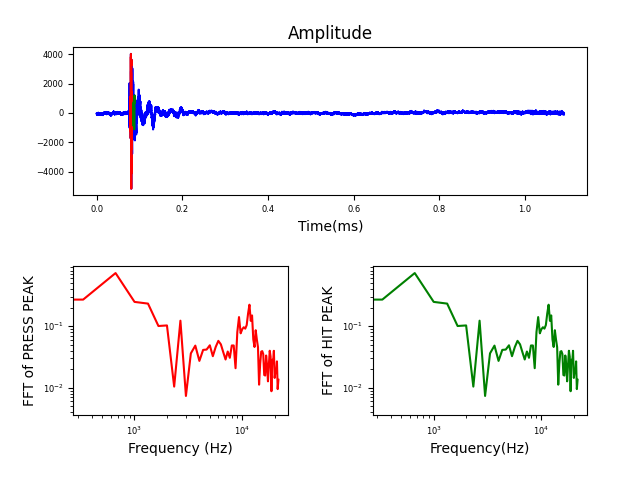 Amplitude
4000
2000
0
−2000
−4000
0.0 0.2 0.4 0.6 0.8 1.0
Time(ms)
FFT of PRESS PEAK
10⁻¹
10⁻²
10³ 10⁴
Frequency (Hz)
FFT of HIT PEAK
10⁻¹
10⁻²
10³ 10⁴
Frequency(Hz)